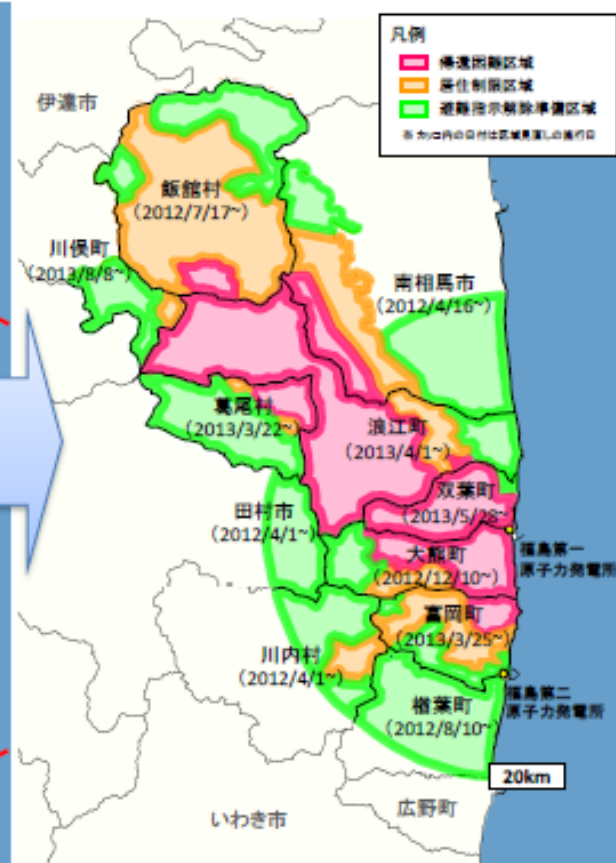 凡例
帰還困難区域
居住制限区域
避難指示解除準備区域
※カッコ内の日付は区域見直しの施行日
伊達市
飯舘村
(2012/7/17~)
川俣町
(2013/8/8~)
南相馬市
(2012/4/16~)
葛尾村
(2013/3/22~)
浪江町
(2013/4/1~)
双葉町
(2013/5/28~
田村市
(2012/4/1~)
福島第一
原子力発電所
大熊町
(2012/12/10~)
富岡町
(2013/3/25~)
川内村
(2012/4/1~)
福島第二
原子力発電所
楢葉町
(2012/8/10~)
20km
広野町
いわき市